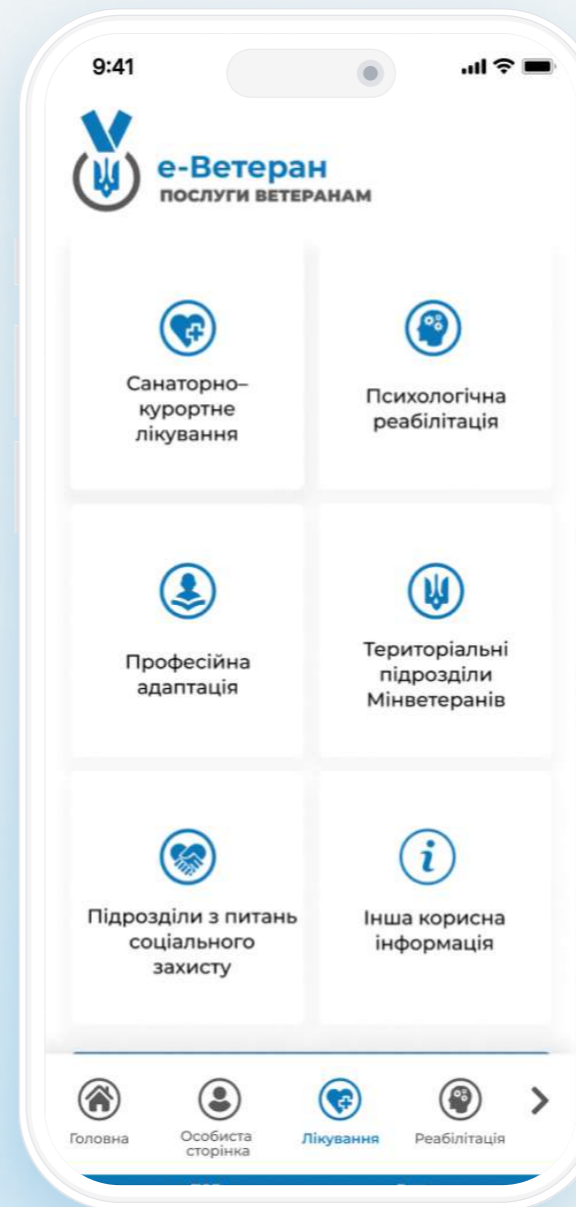 9:41
е-Ветеран
ПОСЛУГИ ВЕТЕРАНАМ
Санаторно–
курортне
лікування
Психологічна
реабілітація
Професійна
адаптація
Територіальні
підрозділи
Мінветеранів
Підрозділи з питань
соціального
захисту
Інша корисна
інформація
Головна
Особиста
сторінка
Лікування
Реабілітація